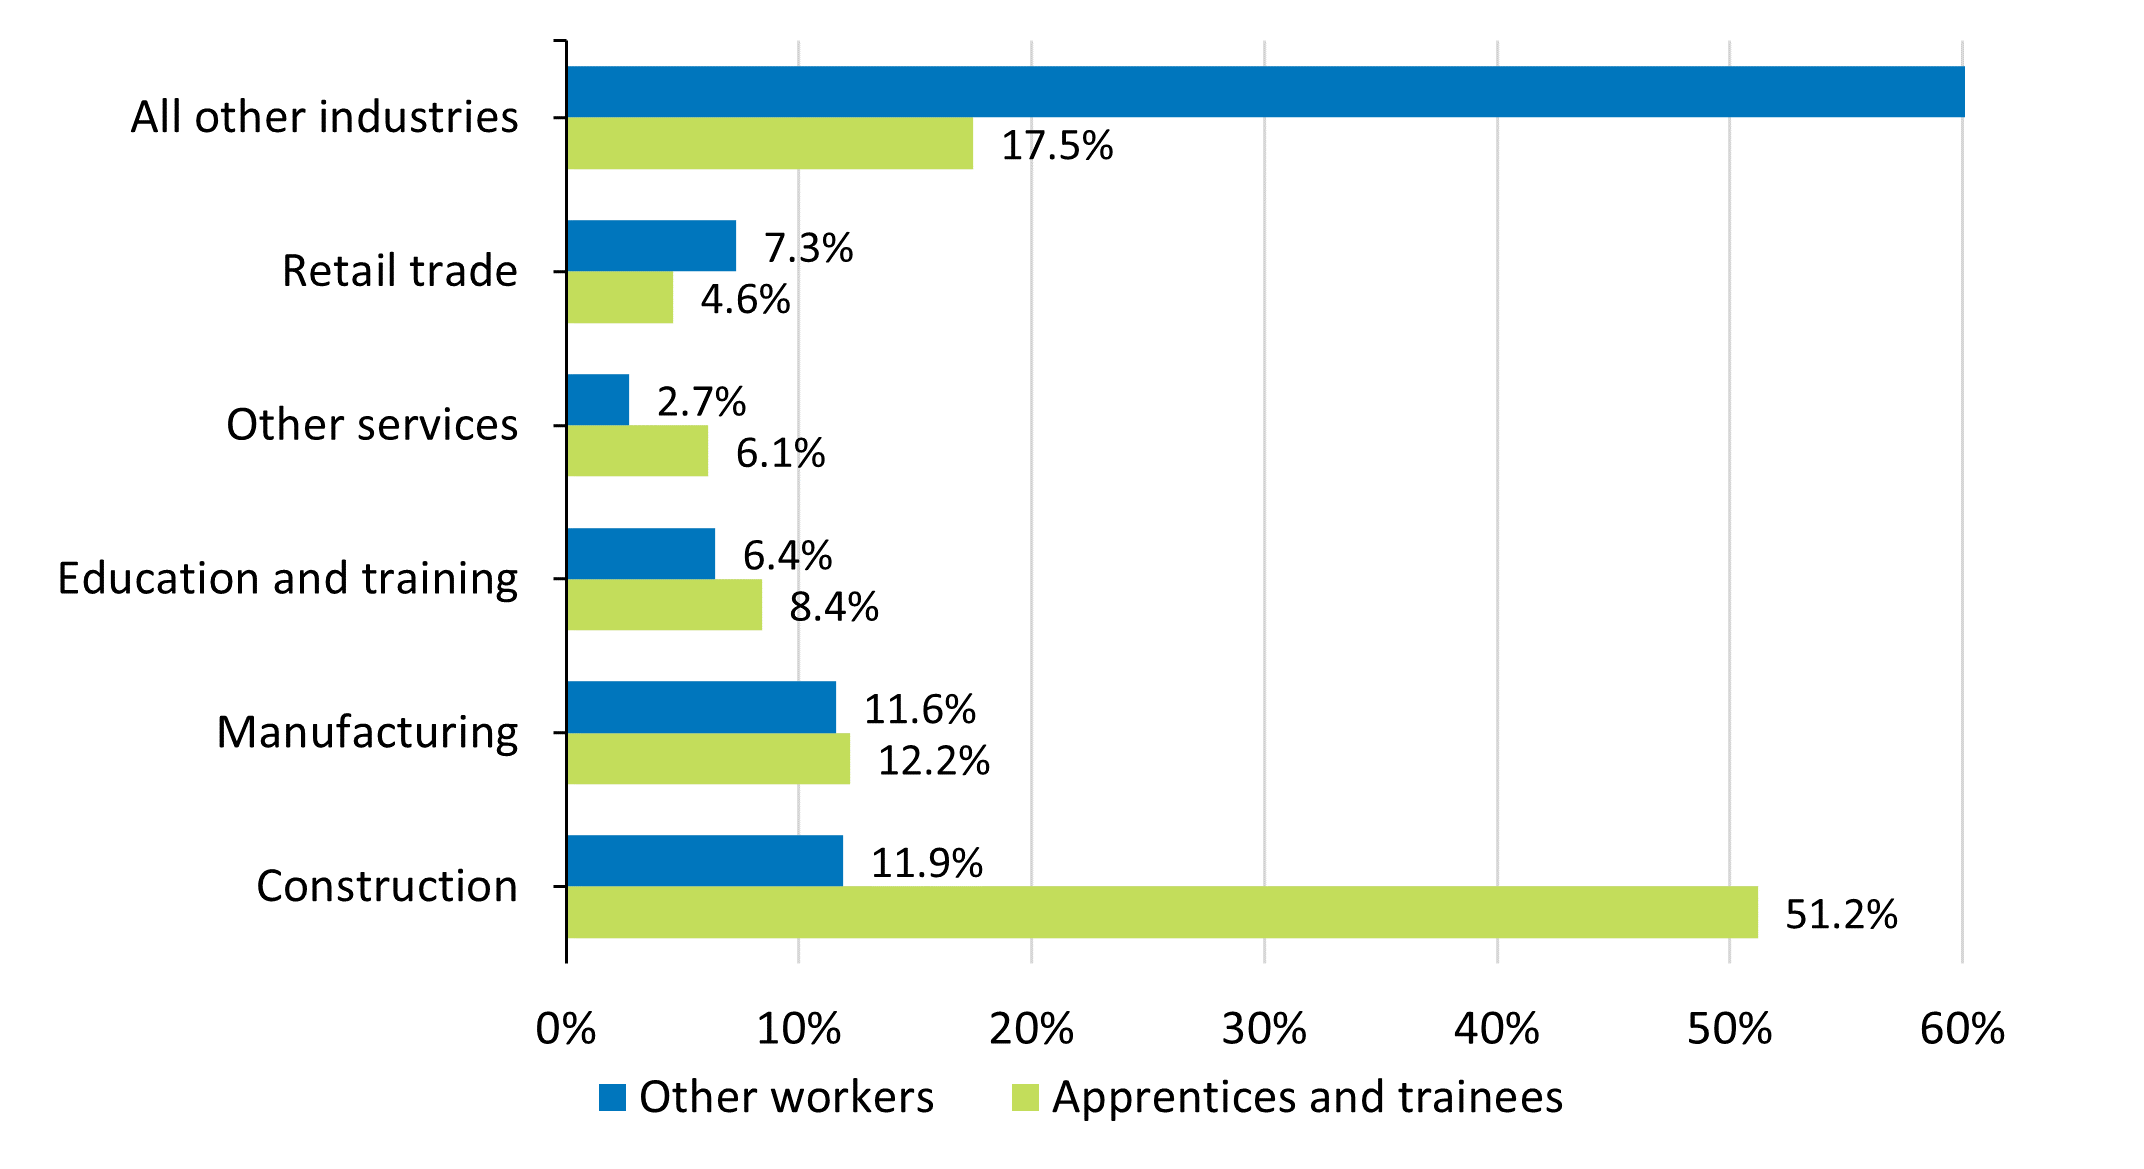 All other industries
17.5%
Retail trade
7.3%
4.6%
Other services
2.7%
6.1%
Education and training
6.4%
8.4%
Manufacturing
11.6%
12.2%
Construction
11.9%
51.2%
0% 10% 20% 30% 40% 50% 60%
Other workers Apprentices and trainees